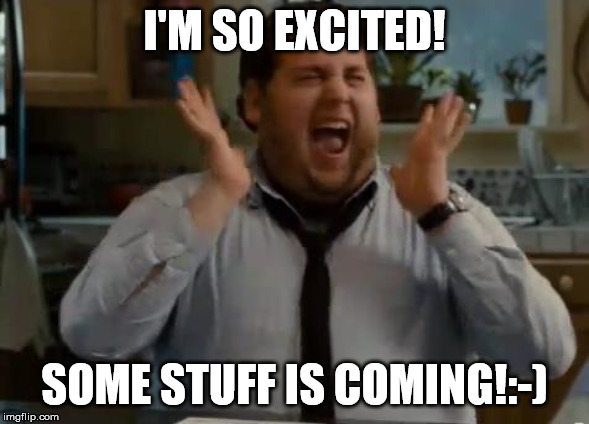 I'M SO EXCITED!
SOME STUFF IS COMING!:-)
imgflip.com